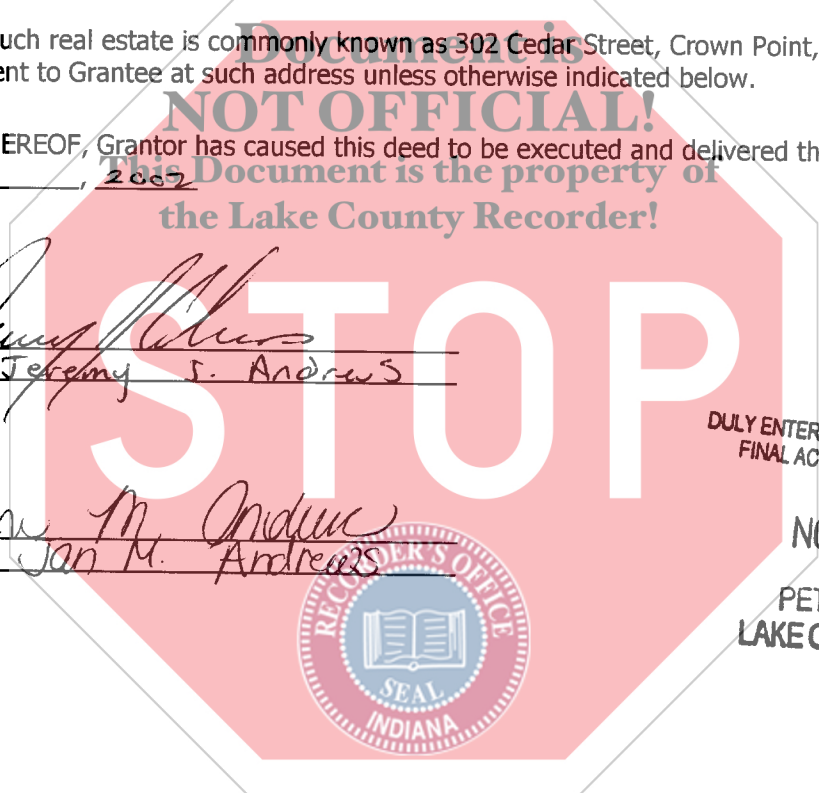 Document is
uch real estate is commonly known as 302 Cedar Street, Crown Point,
ent to Grantee at such address unless otherwise indicated below.
NOT OFFICIAL!
EREOF, Grantor has caused this deed to be executed and delivered th
This Document is the property of
, 2002
the Lake County Recorder!
STOP
Jeremy S. Andrews
DULY ENTER
FINAL AC
M. Andrews
Jan M. Andrews
NO
PET
LAKE C
RECORDER'S OFFICE
SEAL
INDIANA